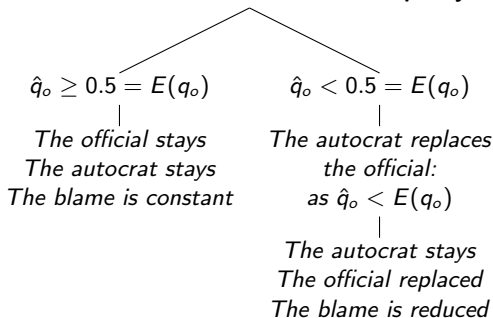 q̂ₒ ≥ 0.5 = E(qₒ)
The official stays
The autocrat stays
The blame is constant
q̂ₒ < 0.5 = E(qₒ)
The autocrat replaces
the official:
as q̂ₒ < E(qₒ)
The autocrat stays
The official replaced
The blame is reduced